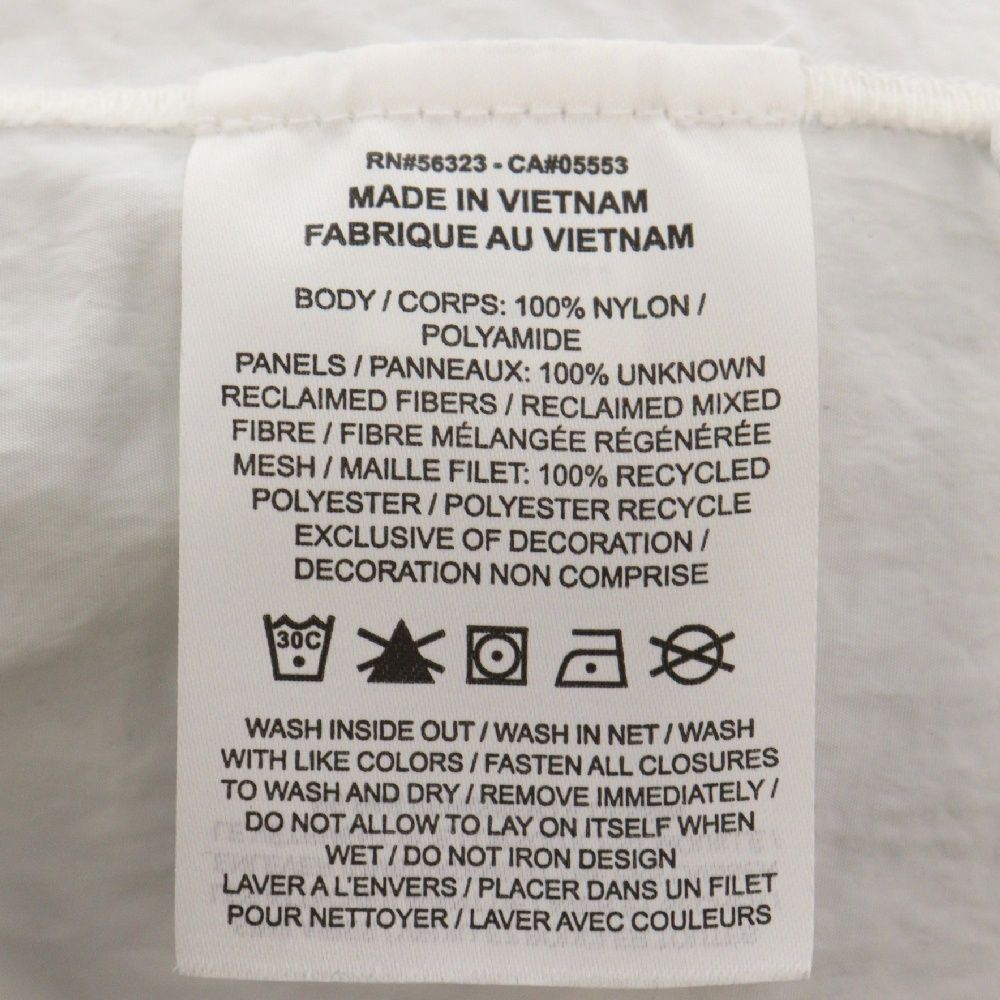 RN#56323 - CA#05553
MADE IN VIETNAM
FABRIQUE AU VIETNAM
BODY / CORPS: 100% NYLON /
POLYAMIDE
PANELS / PANNEAUX: 100% UNKNOWN
RECLAIMED FIBERS / RECLAIMED MIXED
FIBRE / FIBRE MÉLANGÉE RÉGÉNÉRÉE
MESH / MAILLE FILET: 100% RECYCLED
POLYESTER / POLYESTER RECYCLE
EXCLUSIVE OF DECORATION /
DECORATION NON COMPRISE
30C
WASH INSIDE OUT / WASH IN NET / WASH
WITH LIKE COLORS / FASTEN ALL CLOSURES
TO WASH AND DRY / REMOVE IMMEDIATELY /
DO NOT ALLOW TO LAY ON ITSELF WHEN
WET / DO NOT IRON DESIGN
LAVER A L'ENVERS / PLACER DANS UN FILET
POUR NETTOYER / LAVER AVEC COULEURS